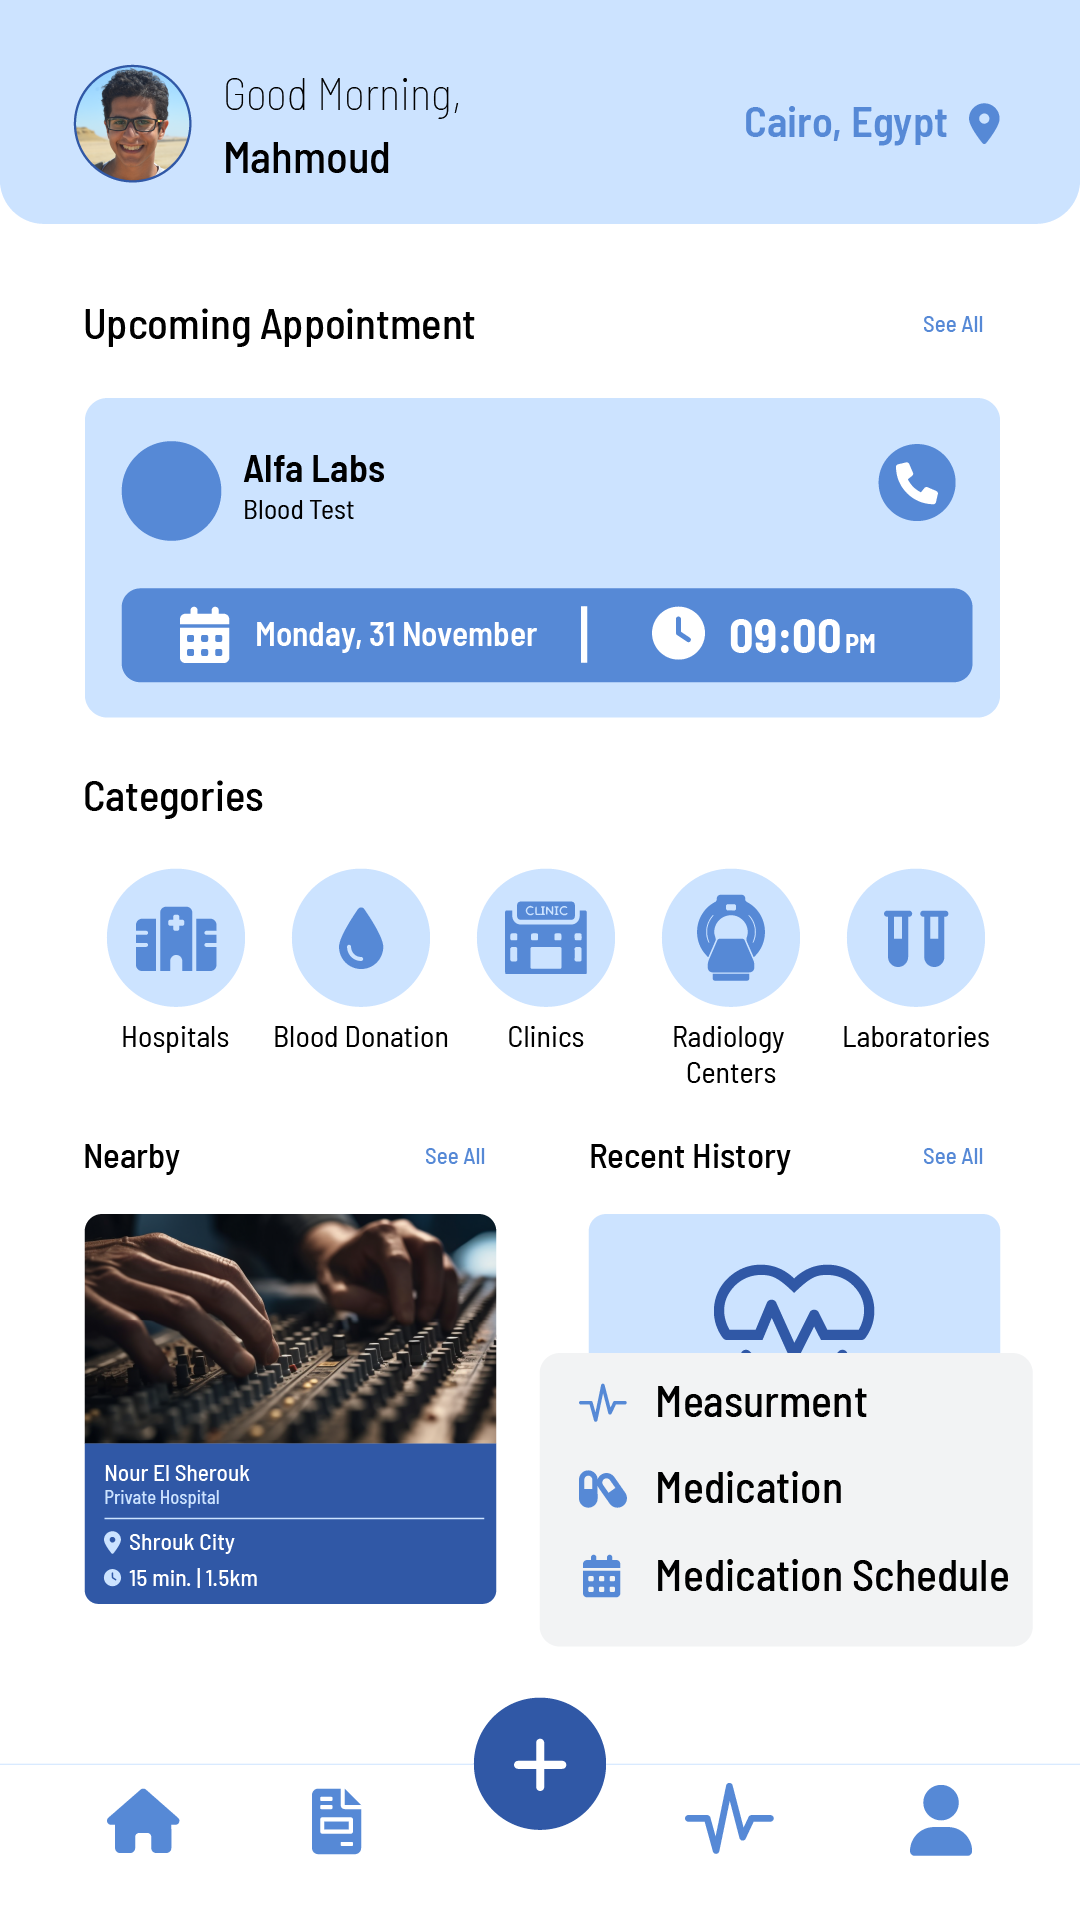 Good Morning,
Mahmoud
Cairo, Egypt
Upcoming Appointment
See All
Alfa Labs
Blood Test
Monday, 31 November
09:00 PM
Categories
CLINIC
Hospitals
Blood Donation
Clinics
Radiology
Centers
Laboratories
Nearby
See All
Recent History
See All
Nour El Sherouk
Private Hospital
Shrouk City
15 min. | 1.5km
Measurment
Medication
Medication Schedule